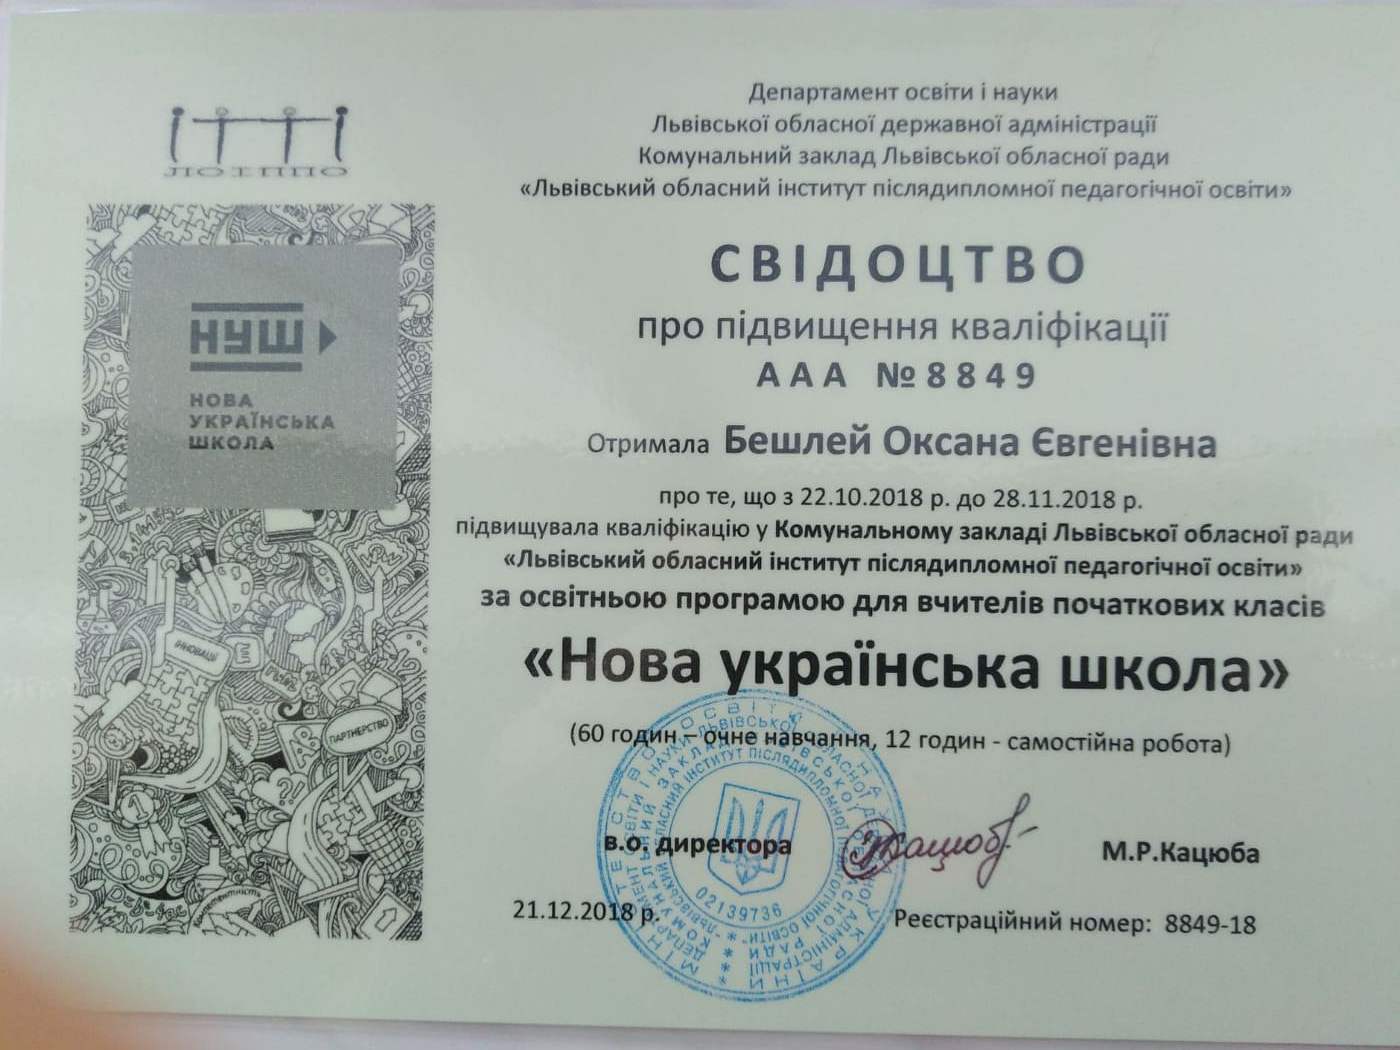 ЛОІППО
Департамент освіти і науки
Львівської обласної державної адміністрації
Комунальний заклад Львівської обласної ради
«Львівський обласний інститут післядипломної педагогічної освіти»
СВІДОЦТВО
про підвищення кваліфікації
ААА №8849
НУШ
НОВА
УКРАЇНСЬКА
ШКОЛА
Отримала Бешлей Оксана Євгенівна
про те, що з 22.10.2018 р. до 28.11.2018 р.
підвищувала кваліфікацію у Комунальному закладі Львівської обласної ради
«Львівський обласний інститут післядипломної педагогічної освіти»
за освітньою програмою для вчителів початкових класів
«Нова українська школа»
(60 годин – очне навчання, 12 годин - самостійна робота)
ІННОВАЦІЇ
ПАРТНЕРСТВО
в.о. директора
М.Р.Кацюба
21.12.2018 р.
Реєстраційний номер: 8849-18
02139736